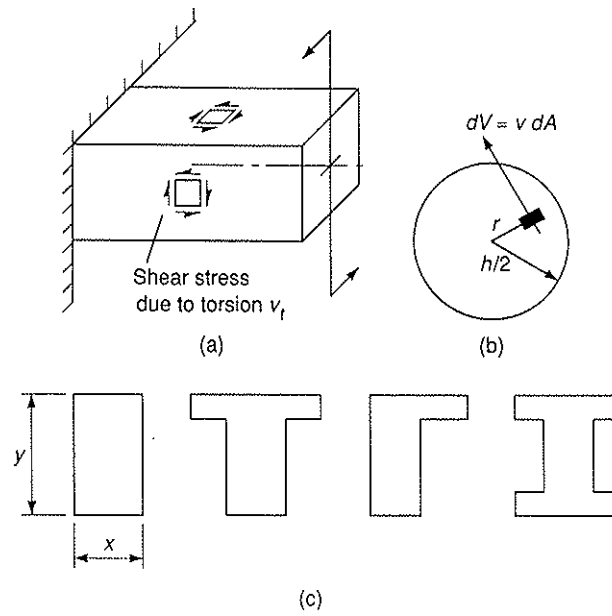 dV = v dA
r
h/2
Shear stress
due to torsion v_t
(a)
(b)
y
x
(c)